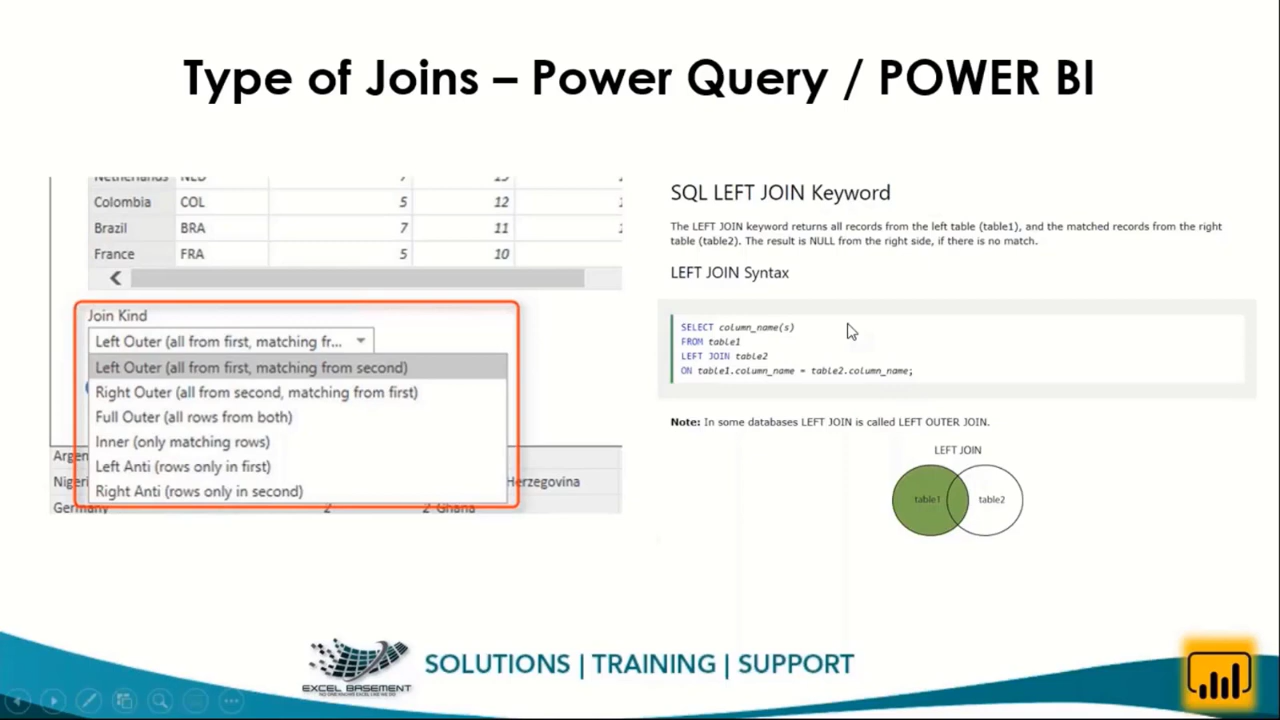 Type of Joins – Power Query / POWER BI
Netherlands NED 7 15
Colombia COL 5 12
Brazil BRA 7 11
France FRA 5 10
Join Kind
Left Outer (all from first, matching fr...
Left Outer (all from first, matching from second)
Right Outer (all from second, matching from first)
Full Outer (all rows from both)
Inner (only matching rows)
Left Anti (rows only in first)
Right Anti (rows only in second)
Argen
Nigeri Herzegovina
Germany 2 2 Ghana
SQL LEFT JOIN Keyword
The LEFT JOIN keyword returns all records from the left table (table1), and the matched records from the right
table (table2). The result is NULL from the right side, if there is no match.
LEFT JOIN Syntax
SELECT column_name(s)
FROM table1
LEFT JOIN table2
ON table1.column_name = table2.column_name;
Note: In some databases LEFT JOIN is called LEFT OUTER JOIN.
LEFT JOIN
table1 table2
EXCEL BASEMENT
SOLUTIONS | TRAINING | SUPPORT